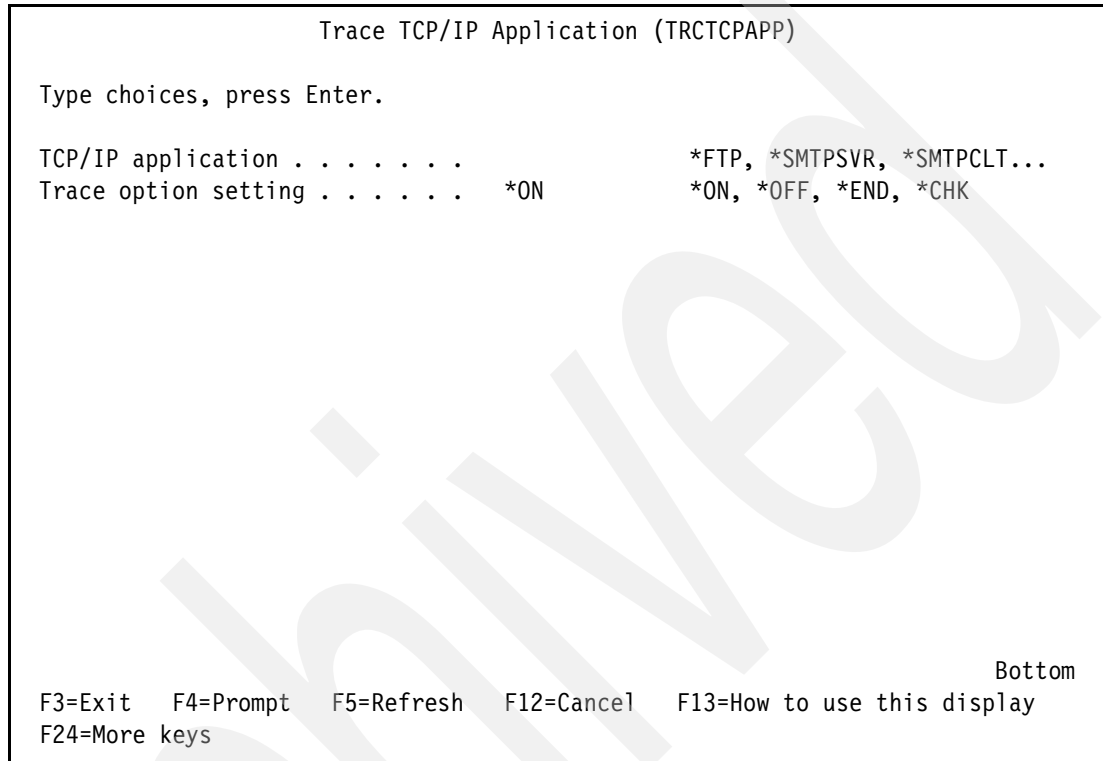 Trace TCP/IP Application (TRCTCPAPP)
Type choices, press Enter.
TCP/IP application . . . . . . . *FTP, *SMTPSVR, *SMTPCLT...
Trace option setting . . . . . . *ON *ON, *OFF, *END, *CHK
Bottom
F3=Exit F4=Prompt F5=Refresh F12=Cancel F13=How to use this display
F24=More keys
hived